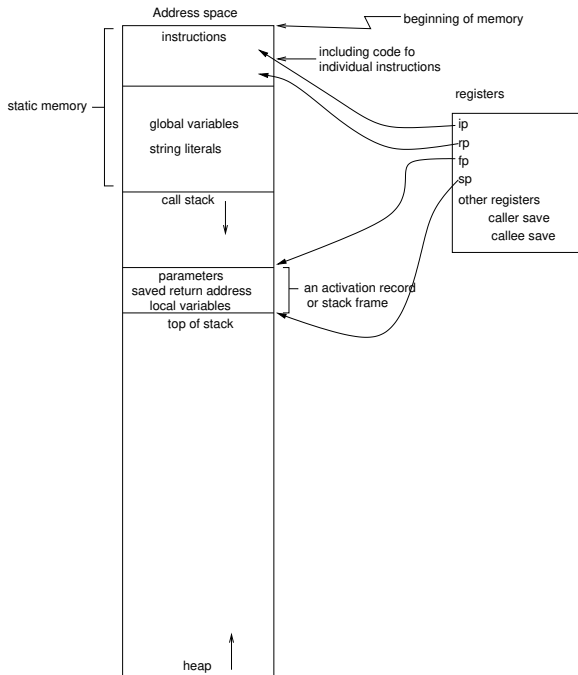 Address space
beginning of memory
instructions
including code fo
individual instructions
static memory
registers
global variables
string literals
ip
rp
fp
sp
other registers
caller save
callee save
call stack
parameters
saved return address
local variables
an activation record
or stack frame
top of stack
heap